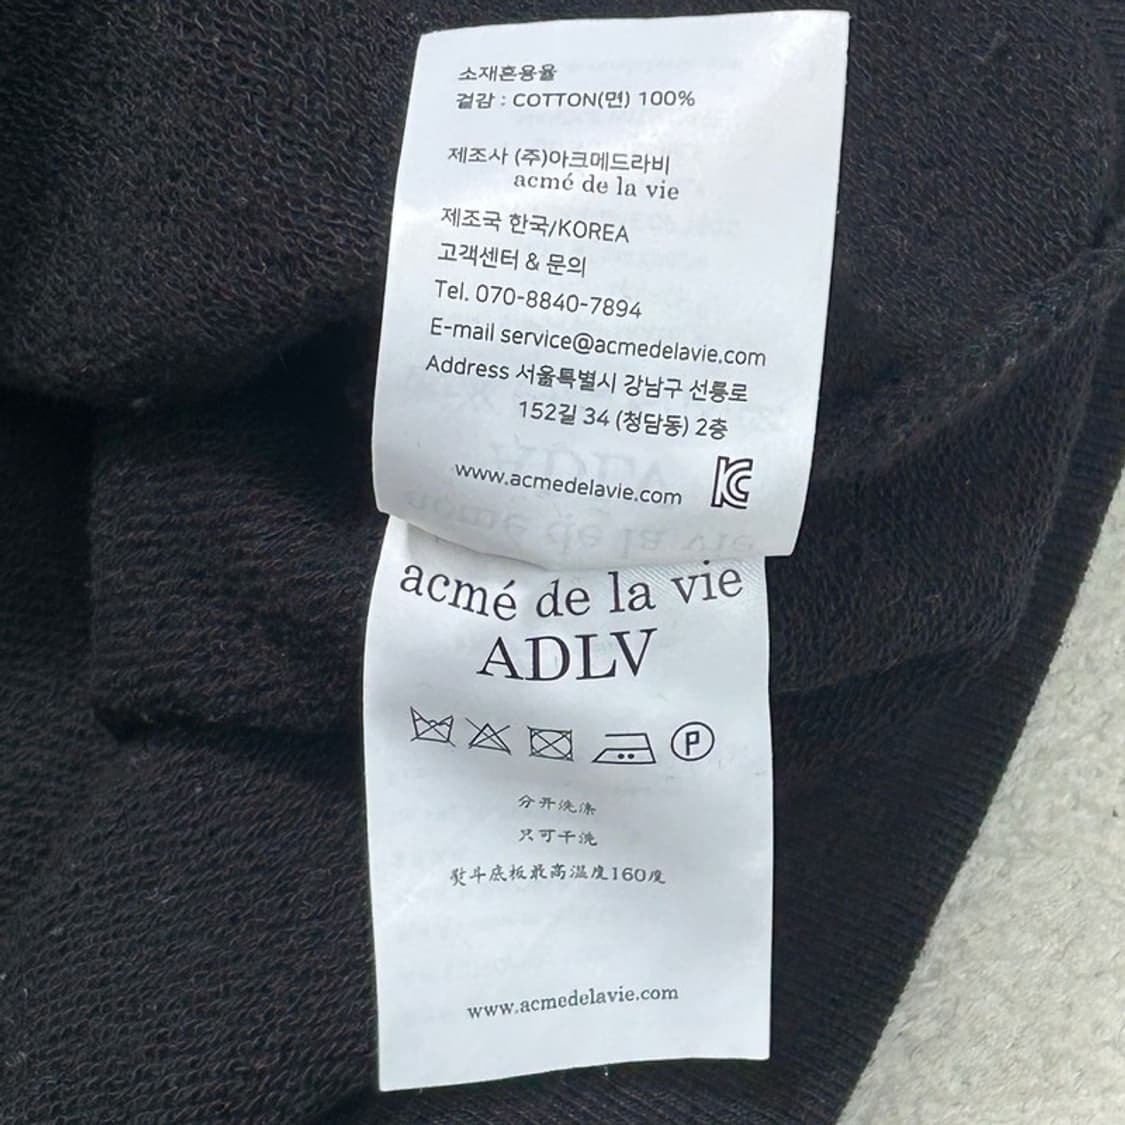 소재혼용율
겉감 : COTTON(면) 100%
제조사 (주)아크메드라비
acmé de la vie
제조국 한국/KOREA
고객센터 & 문의
Tel. 070-8840-7894
E-mail service@acmedelavie.com
Address 서울특별시 강남구 선릉로
152길 34 (청담동) 2층
www.acmedelavie.com
acmé de la vie
ADLV
P
分开洗涤
只可干洗
熨斗底板最高温度160度
www.acmedelavie.com